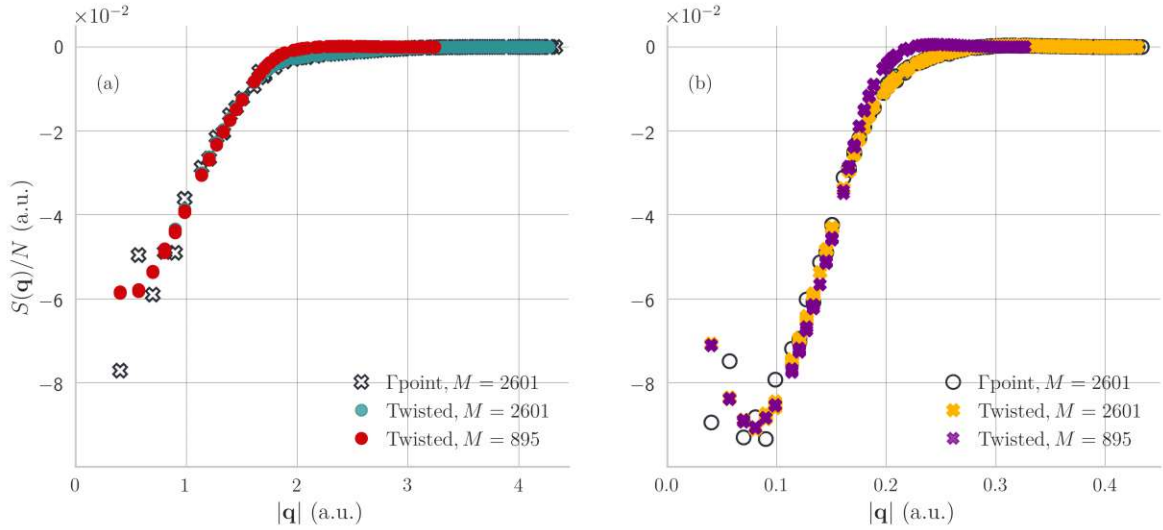 ×10⁻²
0
−2
−4
−6
−8
S(q)/N (a.u.)
(a)
Γpoint, M = 2601
Twisted, M = 2601
Twisted, M = 895
0 1 2 3 4
|q| (a.u.)
×10⁻²
0
−2
−4
−6
−8
(b)
Γpoint, M = 2601
Twisted, M = 2601
Twisted, M = 895
0.0 0.1 0.2 0.3 0.4
|q| (a.u.)